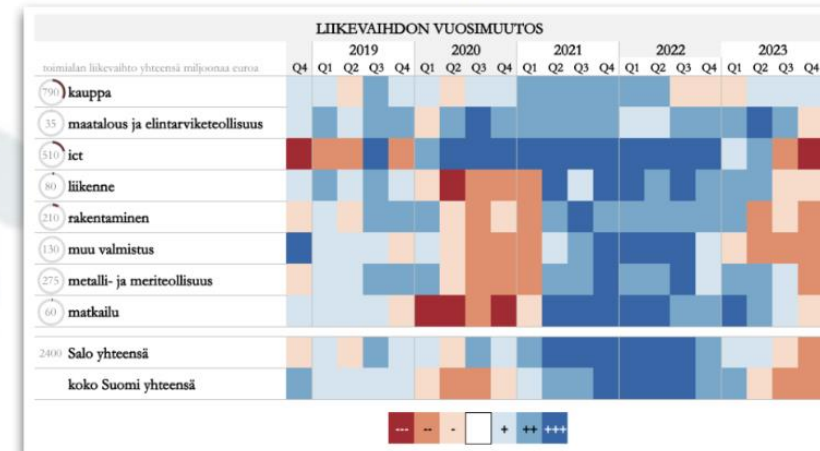 LIIKEVAIHDON VUOSIMUUTOS
2019 2020 2021 2022 2023
toimialan liikevaihto yhteensä miljoonaa euroa Q4 Q1 Q2 Q3 Q4 Q1 Q2 Q3 Q4 Q1 Q2 Q3 Q4 Q1 Q2 Q3 Q4 Q1 Q2 Q3 Q4
790 kauppa
35 maatalous ja elintarviketeollisuus
510 ict
80 liikenne
210 rakentaminen
130 muu valmistus
275 metalli- ja meriteollisuus
60 matkailu
2400 Salo yhteensä
koko Suomi yhteensä
--- -- - + ++ +++